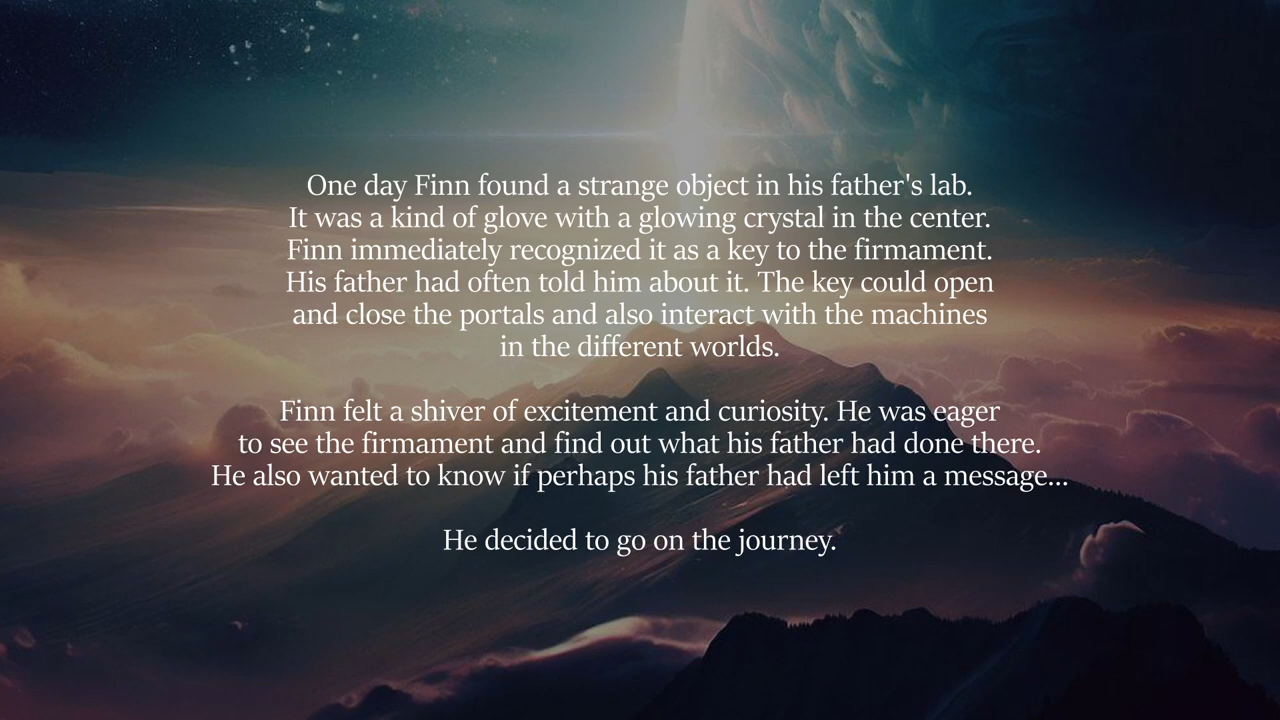 One day Finn found a strange object in his father's lab.
It was a kind of glove with a glowing crystal in the center.
Finn immediately recognized it as a key to the firmament.
His father had often told him about it. The key could open
and close the portals and also interact with the machines
in the different worlds.
Finn felt a shiver of excitement and curiosity. He was eager
to see the firmament and find out what his father had done there.
He also wanted to know if perhaps his father had left him a message...
He decided to go on the journey.